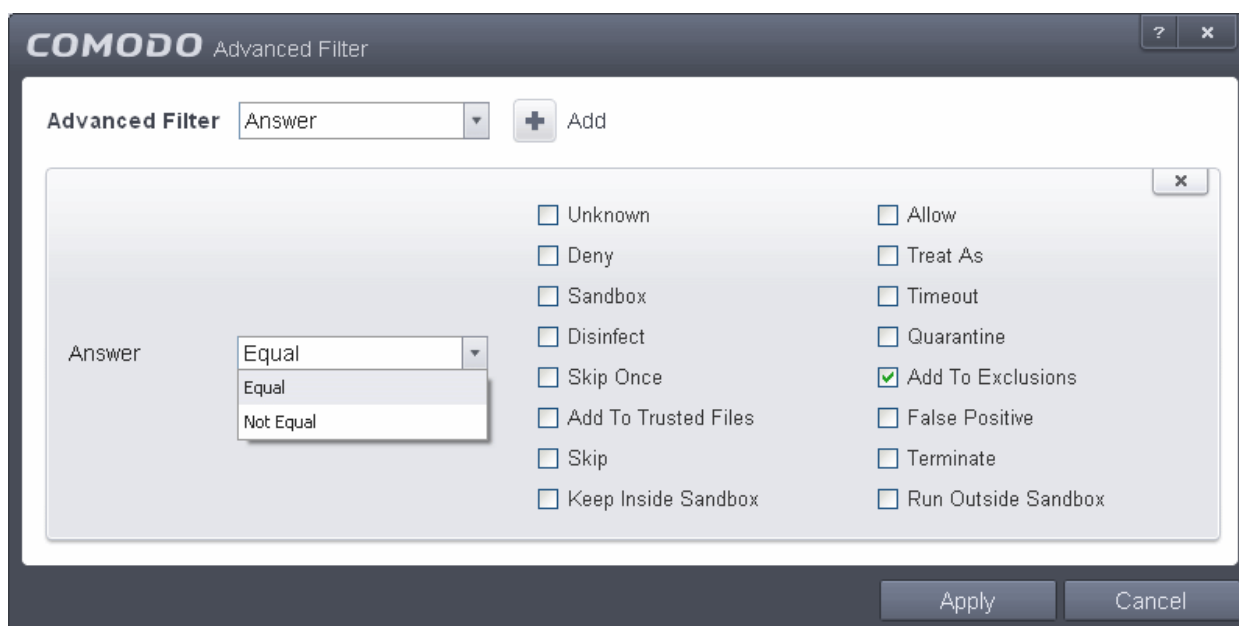 COMODO Advanced Filter ? x
Advanced Filter Answer + Add
x
Unknown Allow
Deny Treat As
Sandbox Timeout
Disinfect Quarantine
Answer Equal
Equal
Not Equal
Skip Once Add To Exclusions
Add To Trusted Files False Positive
Skip Terminate
Keep Inside Sandbox Run Outside Sandbox
Apply Cancel